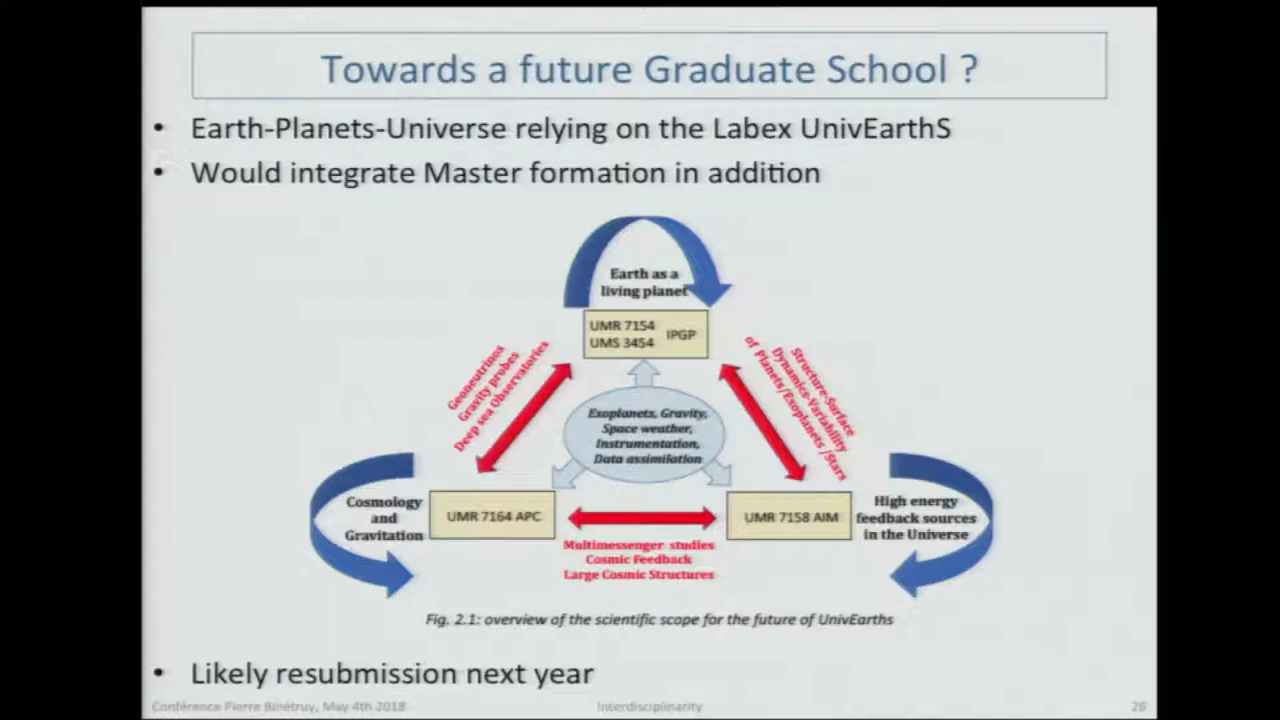 Towards a future Graduate School ?
• Earth-Planets-Universe relying on the Labex UnivEarthS
• Would integrate Master formation in addition
Earth as a
living planet
UMR 7154
UMS 3454
IPGP
Geoneutrinos
Gravity probes
Deep sea Observatories
Structure-Surface
Dynamics-Variability
of Planets/Exoplanets /Stars
Exoplanets, Gravity,
Space weather,
Instrumentation,
Data assimilation
Cosmology
and
Gravitation
UMR 7164 APC
UMR 7158 AIM
High energy
feedback sources
in the Universe
Multimessenger studies
Cosmic Feedback
Large Cosmic Structures
Fig. 2.1: overview of the scientific scope for the future of UnivEarths
• Likely resubmission next year
Conférence Pierre Binétruy, May 4th 2018
Interdisciplinarity
26